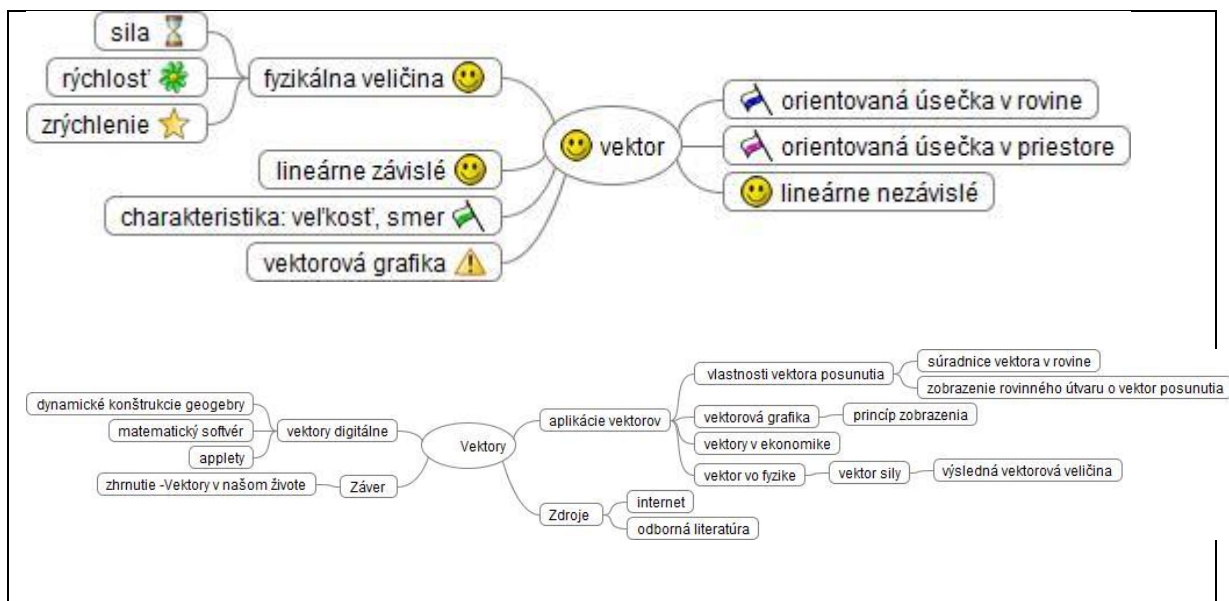 sila
rýchlosť
zrýchlenie
fyzikálna veličina
lineárne závislé
charakteristika: veľkosť, smer
vektorová grafika
vektor
orientovaná úsečka v rovine
orientovaná úsečka v priestore
lineárne nezávislé
dynamické konštrukcie geogebry
matematický softvér
applety
vektory digitálne
zhrnutie -Vektory v našom živote
Záver
Vektory
aplikácie vektorov
vlastnosti vektora posunutia
súradnice vektora v rovine
zobrazenie rovinného útvaru o vektor posunutia
vektorová grafika
princíp zobrazenia
vektory v ekonomike
vektor vo fyzike
vektor sily
výsledná vektorová veličina
Zdroje
internet
odborná literatúra